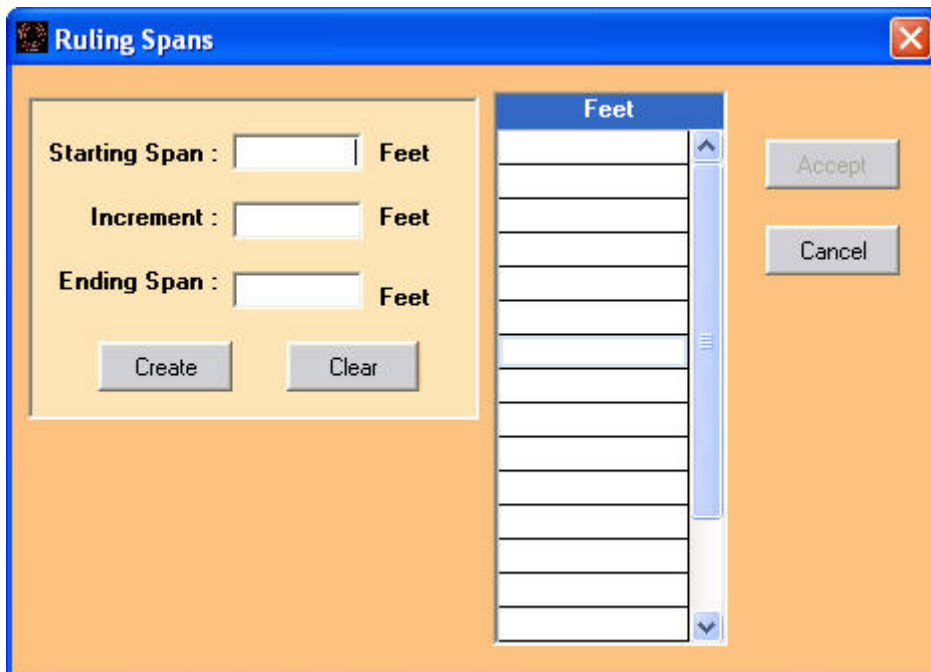 Ruling Spans
Starting Span : Feet
Increment : Feet
Ending Span : Feet
Create Clear
Feet
Accept
Cancel